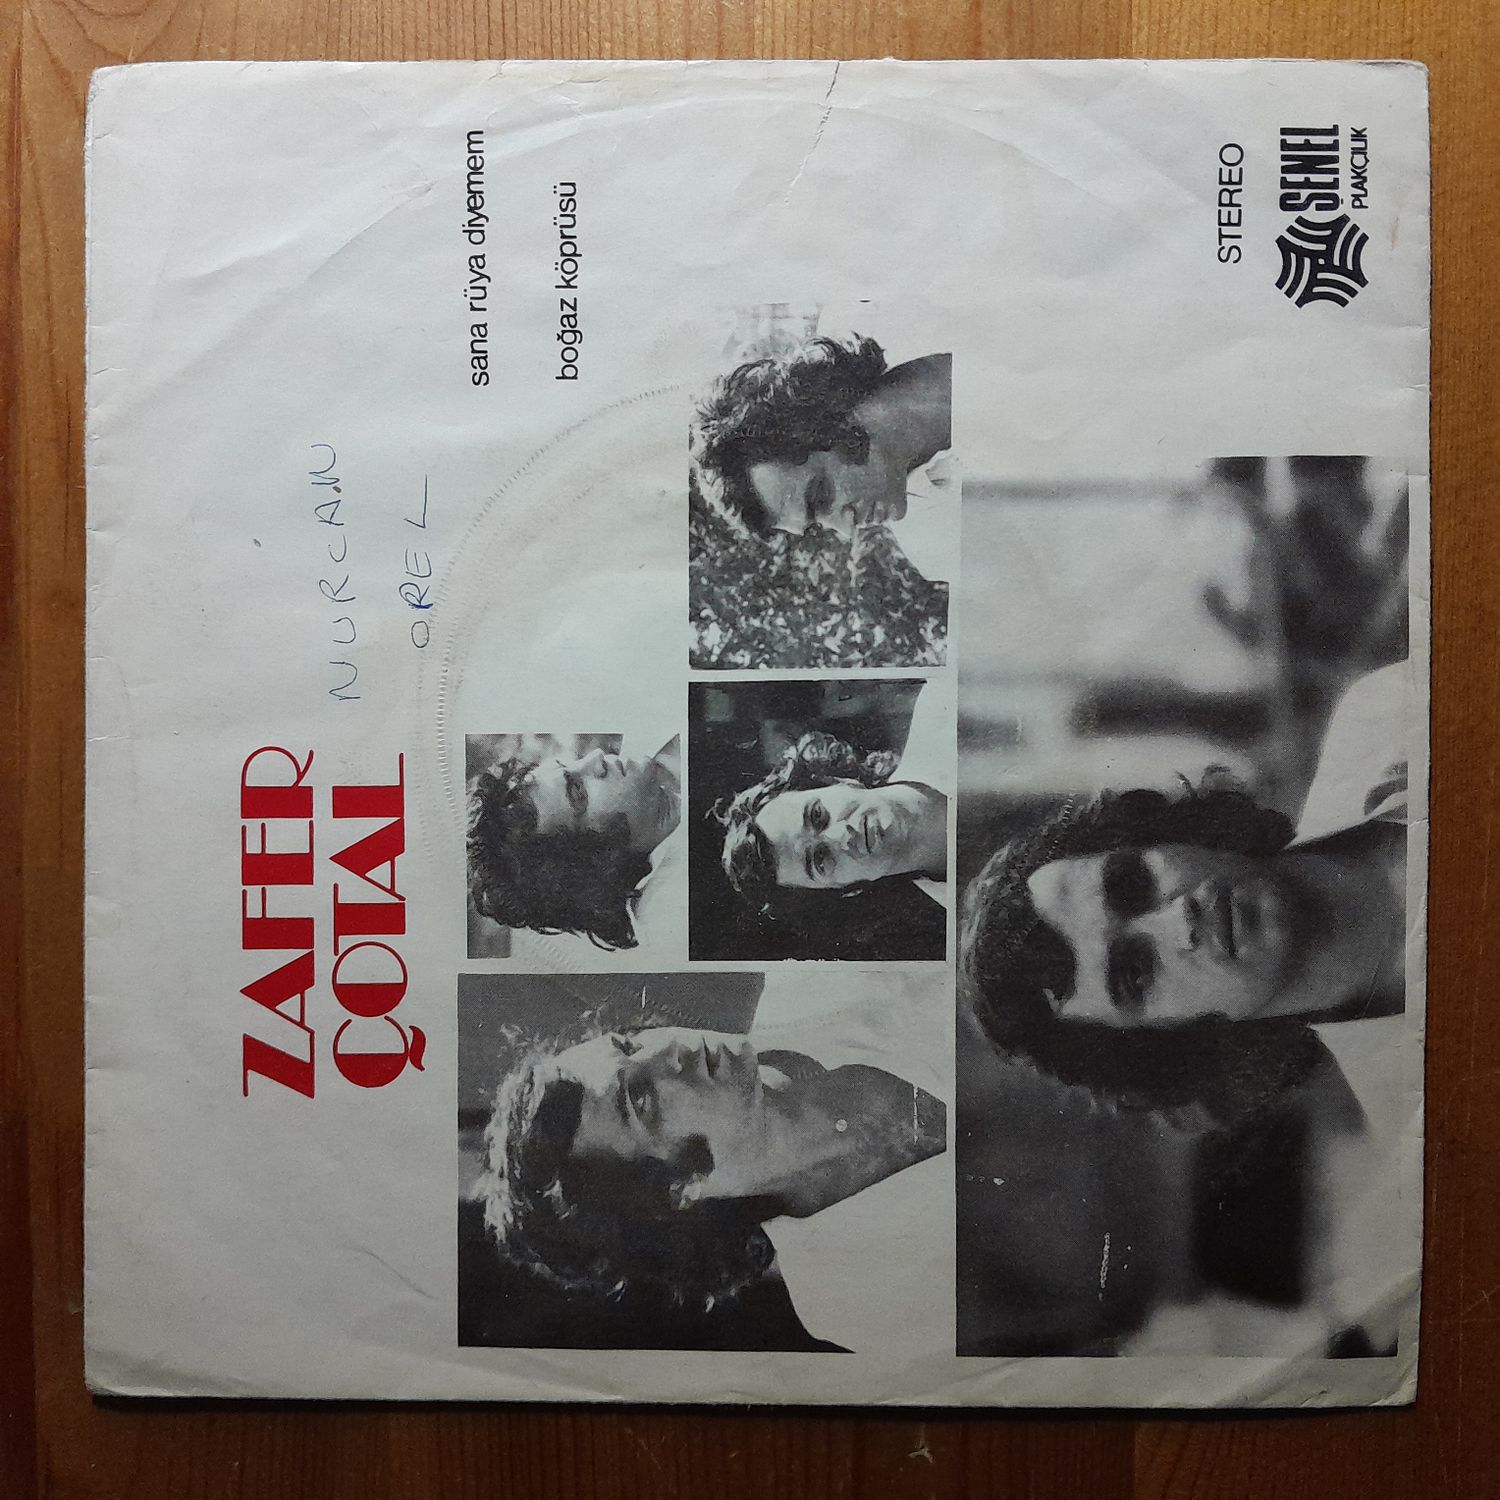 ZAFER
ÇOTAL
NURCAN
OREL
sana rüya diyemem
boğaz köprüsü
STEREO
ŞENEL
PLAKÇILIK